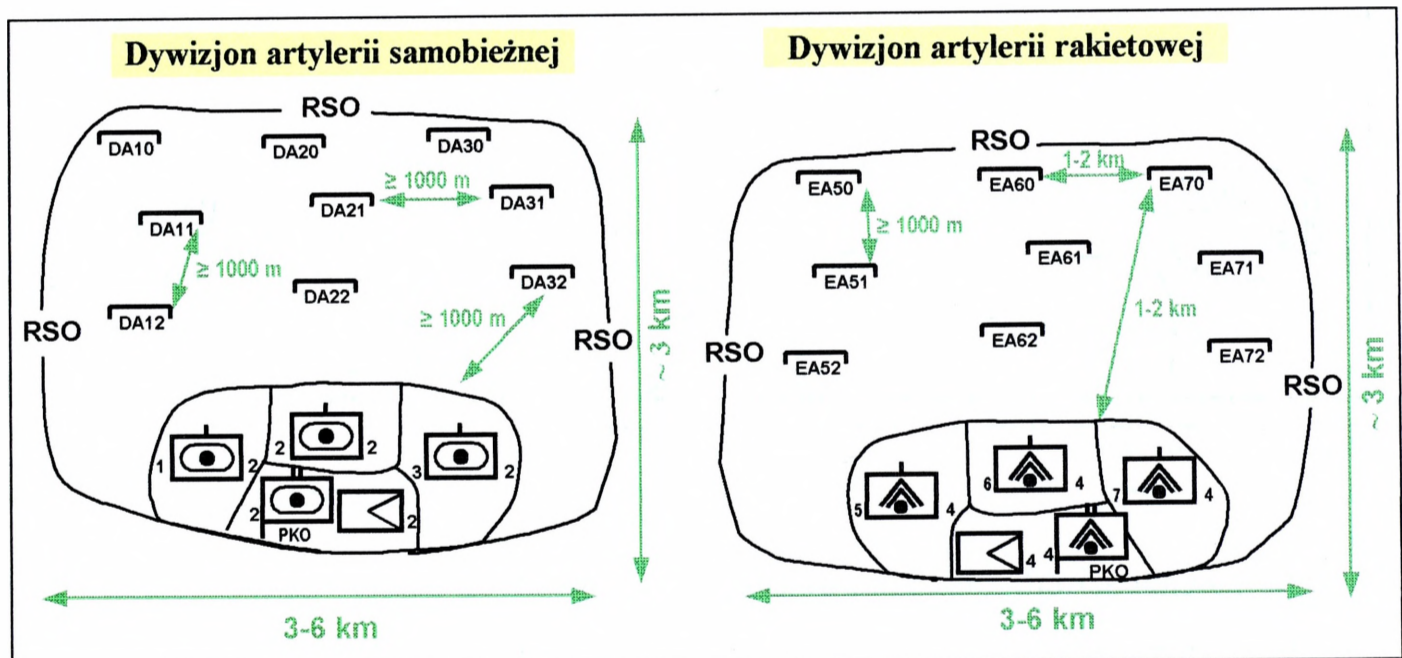 Dywizjon artylerii samobieżnej
RSO
DA10
DA20
DA30
≥ 1000 m
DA21
DA31
DA11
≥ 1000 m
DA22
DA32
DA12
≥ 1000 m
RSO
RSO
~ 3 km
1
2
2
2
3
2
2
PKO
2
3-6 km
Dywizjon artylerii rakietowej
RSO
1-2 km
EA50
EA60
EA70
≥ 1000 m
EA51
EA61
EA71
1-2 km
EA62
EA52
EA72
RSO
RSO
~ 3 km
5
4
6
4
7
4
4
4
PKO
3-6 km